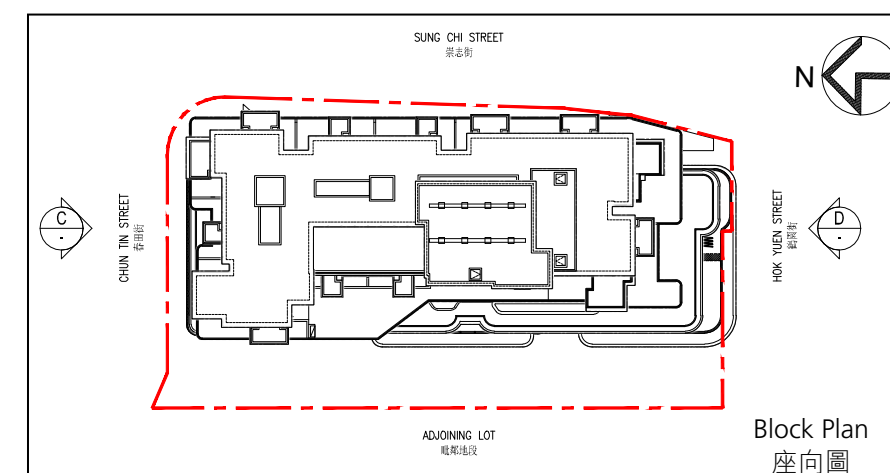 SUNG CHI STREET
崇志街
N
C
-
CHUN TIN STREET
春田街
HOK YUEN STREET
鶴園街
D
-
ADJOINING LOT
毗鄰地段
Block Plan
座向圖